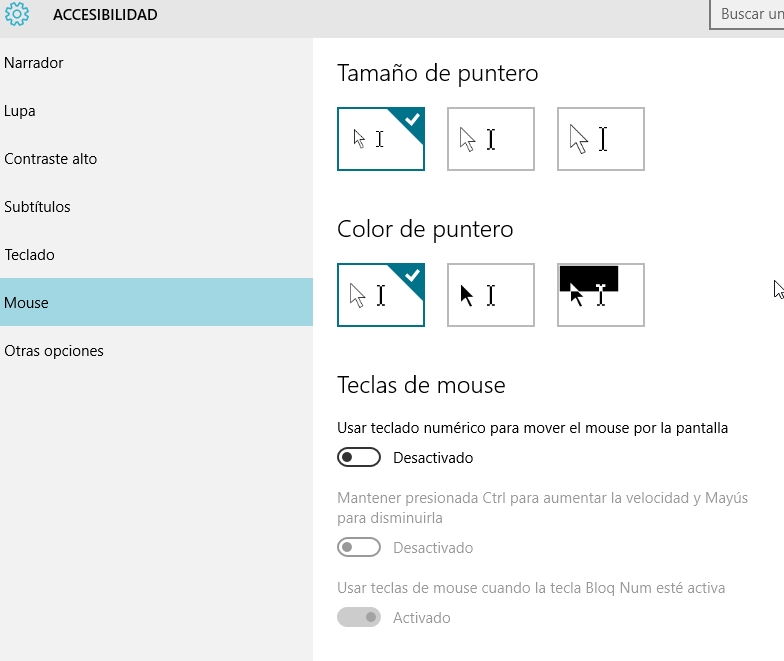 ACCESIBILIDAD
Buscar un
Narrador
Lupa
Contraste alto
Subtítulos
Teclado
Mouse
Otras opciones
Tamaño de puntero
Color de puntero
Teclas de mouse
Usar teclado numérico para mover el mouse por la pantalla
Desactivado
Mantener presionada Ctrl para aumentar la velocidad y Mayús
para disminuirla
Desactivado
Usar teclas de mouse cuando la tecla Bloq Num esté activa
Activado